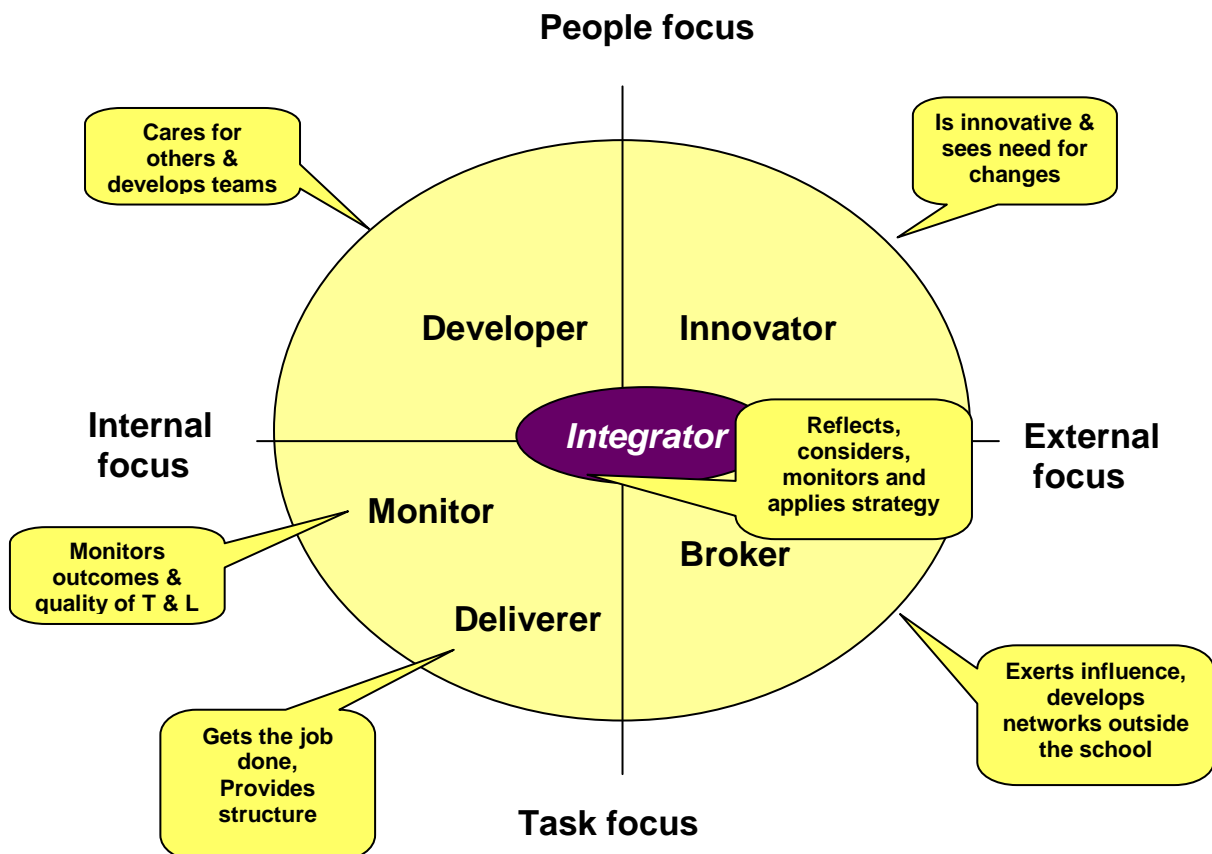 People focus
Cares for
others &
develops teams
Is innovative &
sees need for
changes
Developer
Innovator
Internal
focus
Integrator
Reflects,
considers,
monitors and
applies strategy
External
focus
Monitor
Broker
Monitors
outcomes &
quality of T & L
Deliverer
Gets the job
done,
Provides
structure
Exerts influence,
develops
networks outside
the school
Task focus